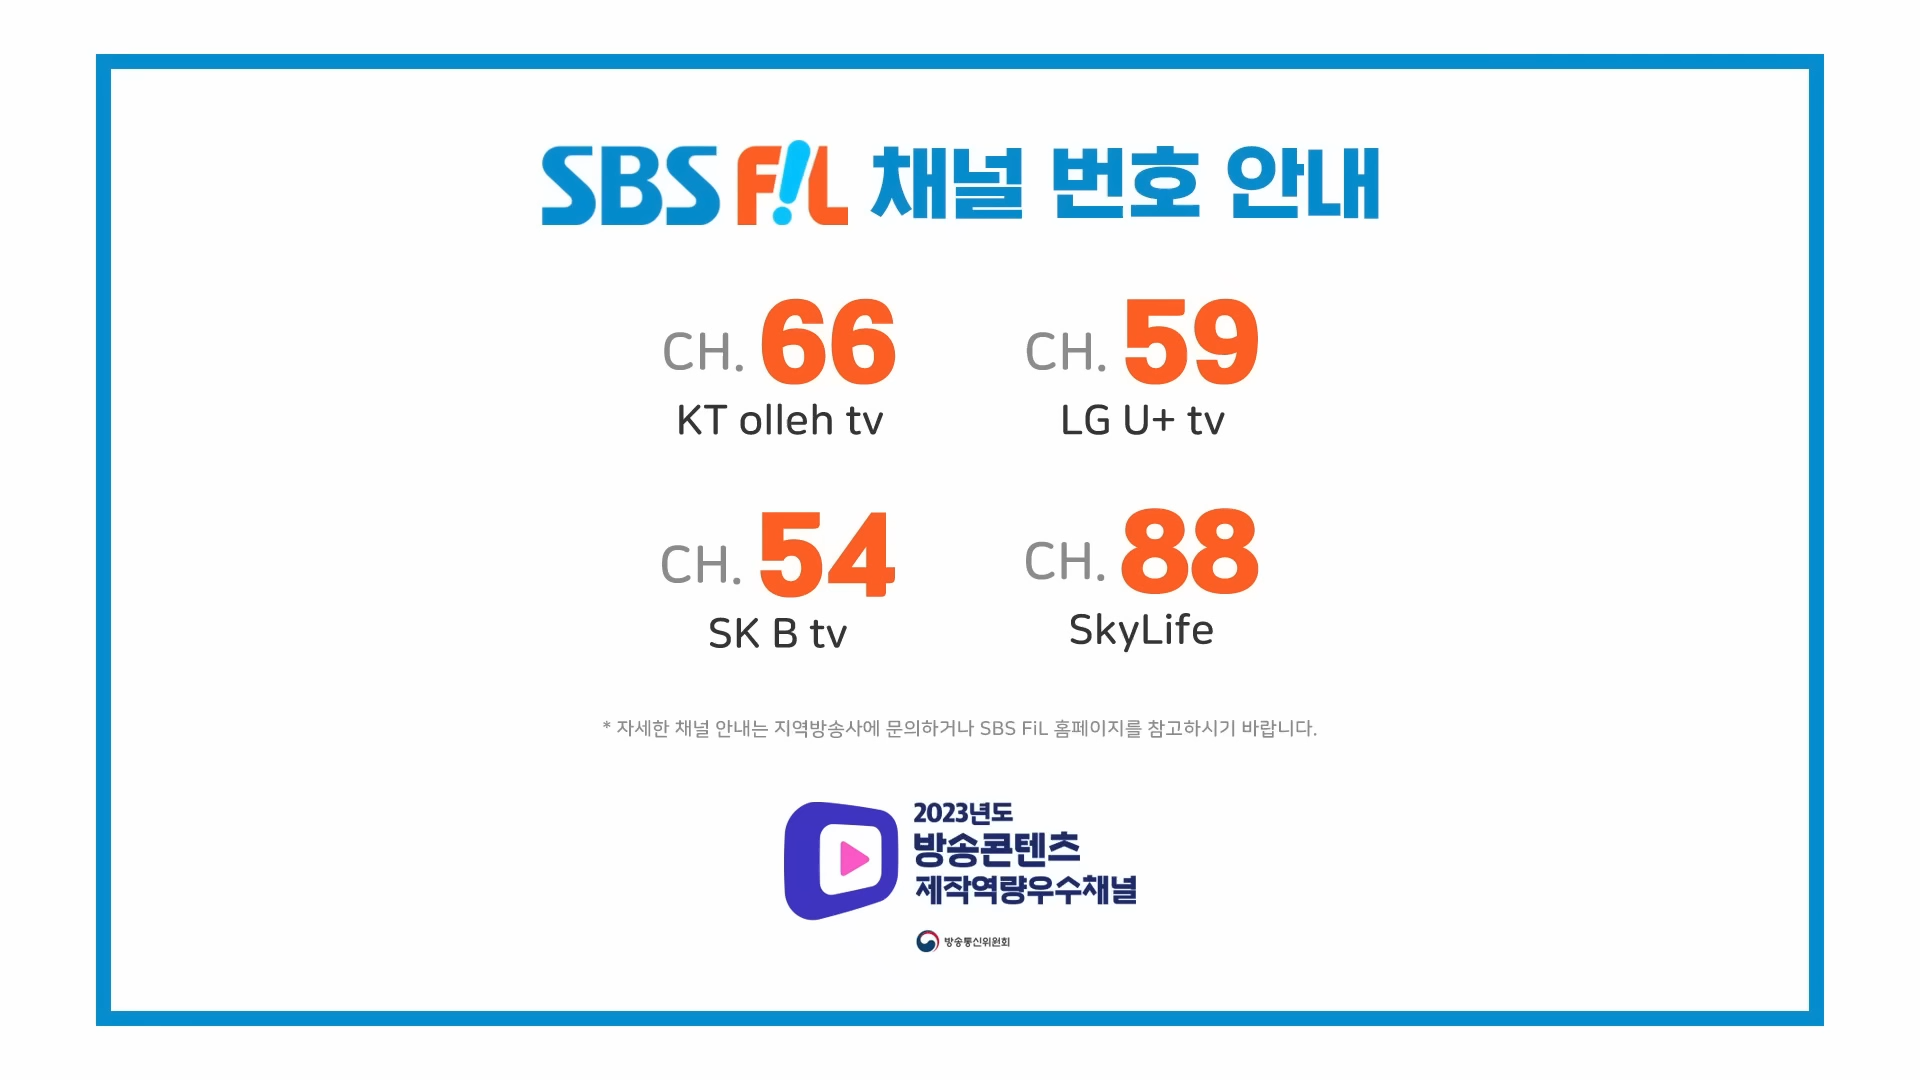 SBS F!L 채널 번호 안내
CH. 66
KT olleh tv
CH. 59
LG U+ tv
CH. 54
SK B tv
CH. 88
SkyLife
* 자세한 채널 안내는 지역방송사에 문의하거나 SBS FiL 홈페이지를 참고하시기 바랍니다.
2023년도
방송콘텐츠
제작역량우수채널
방송통신위원회